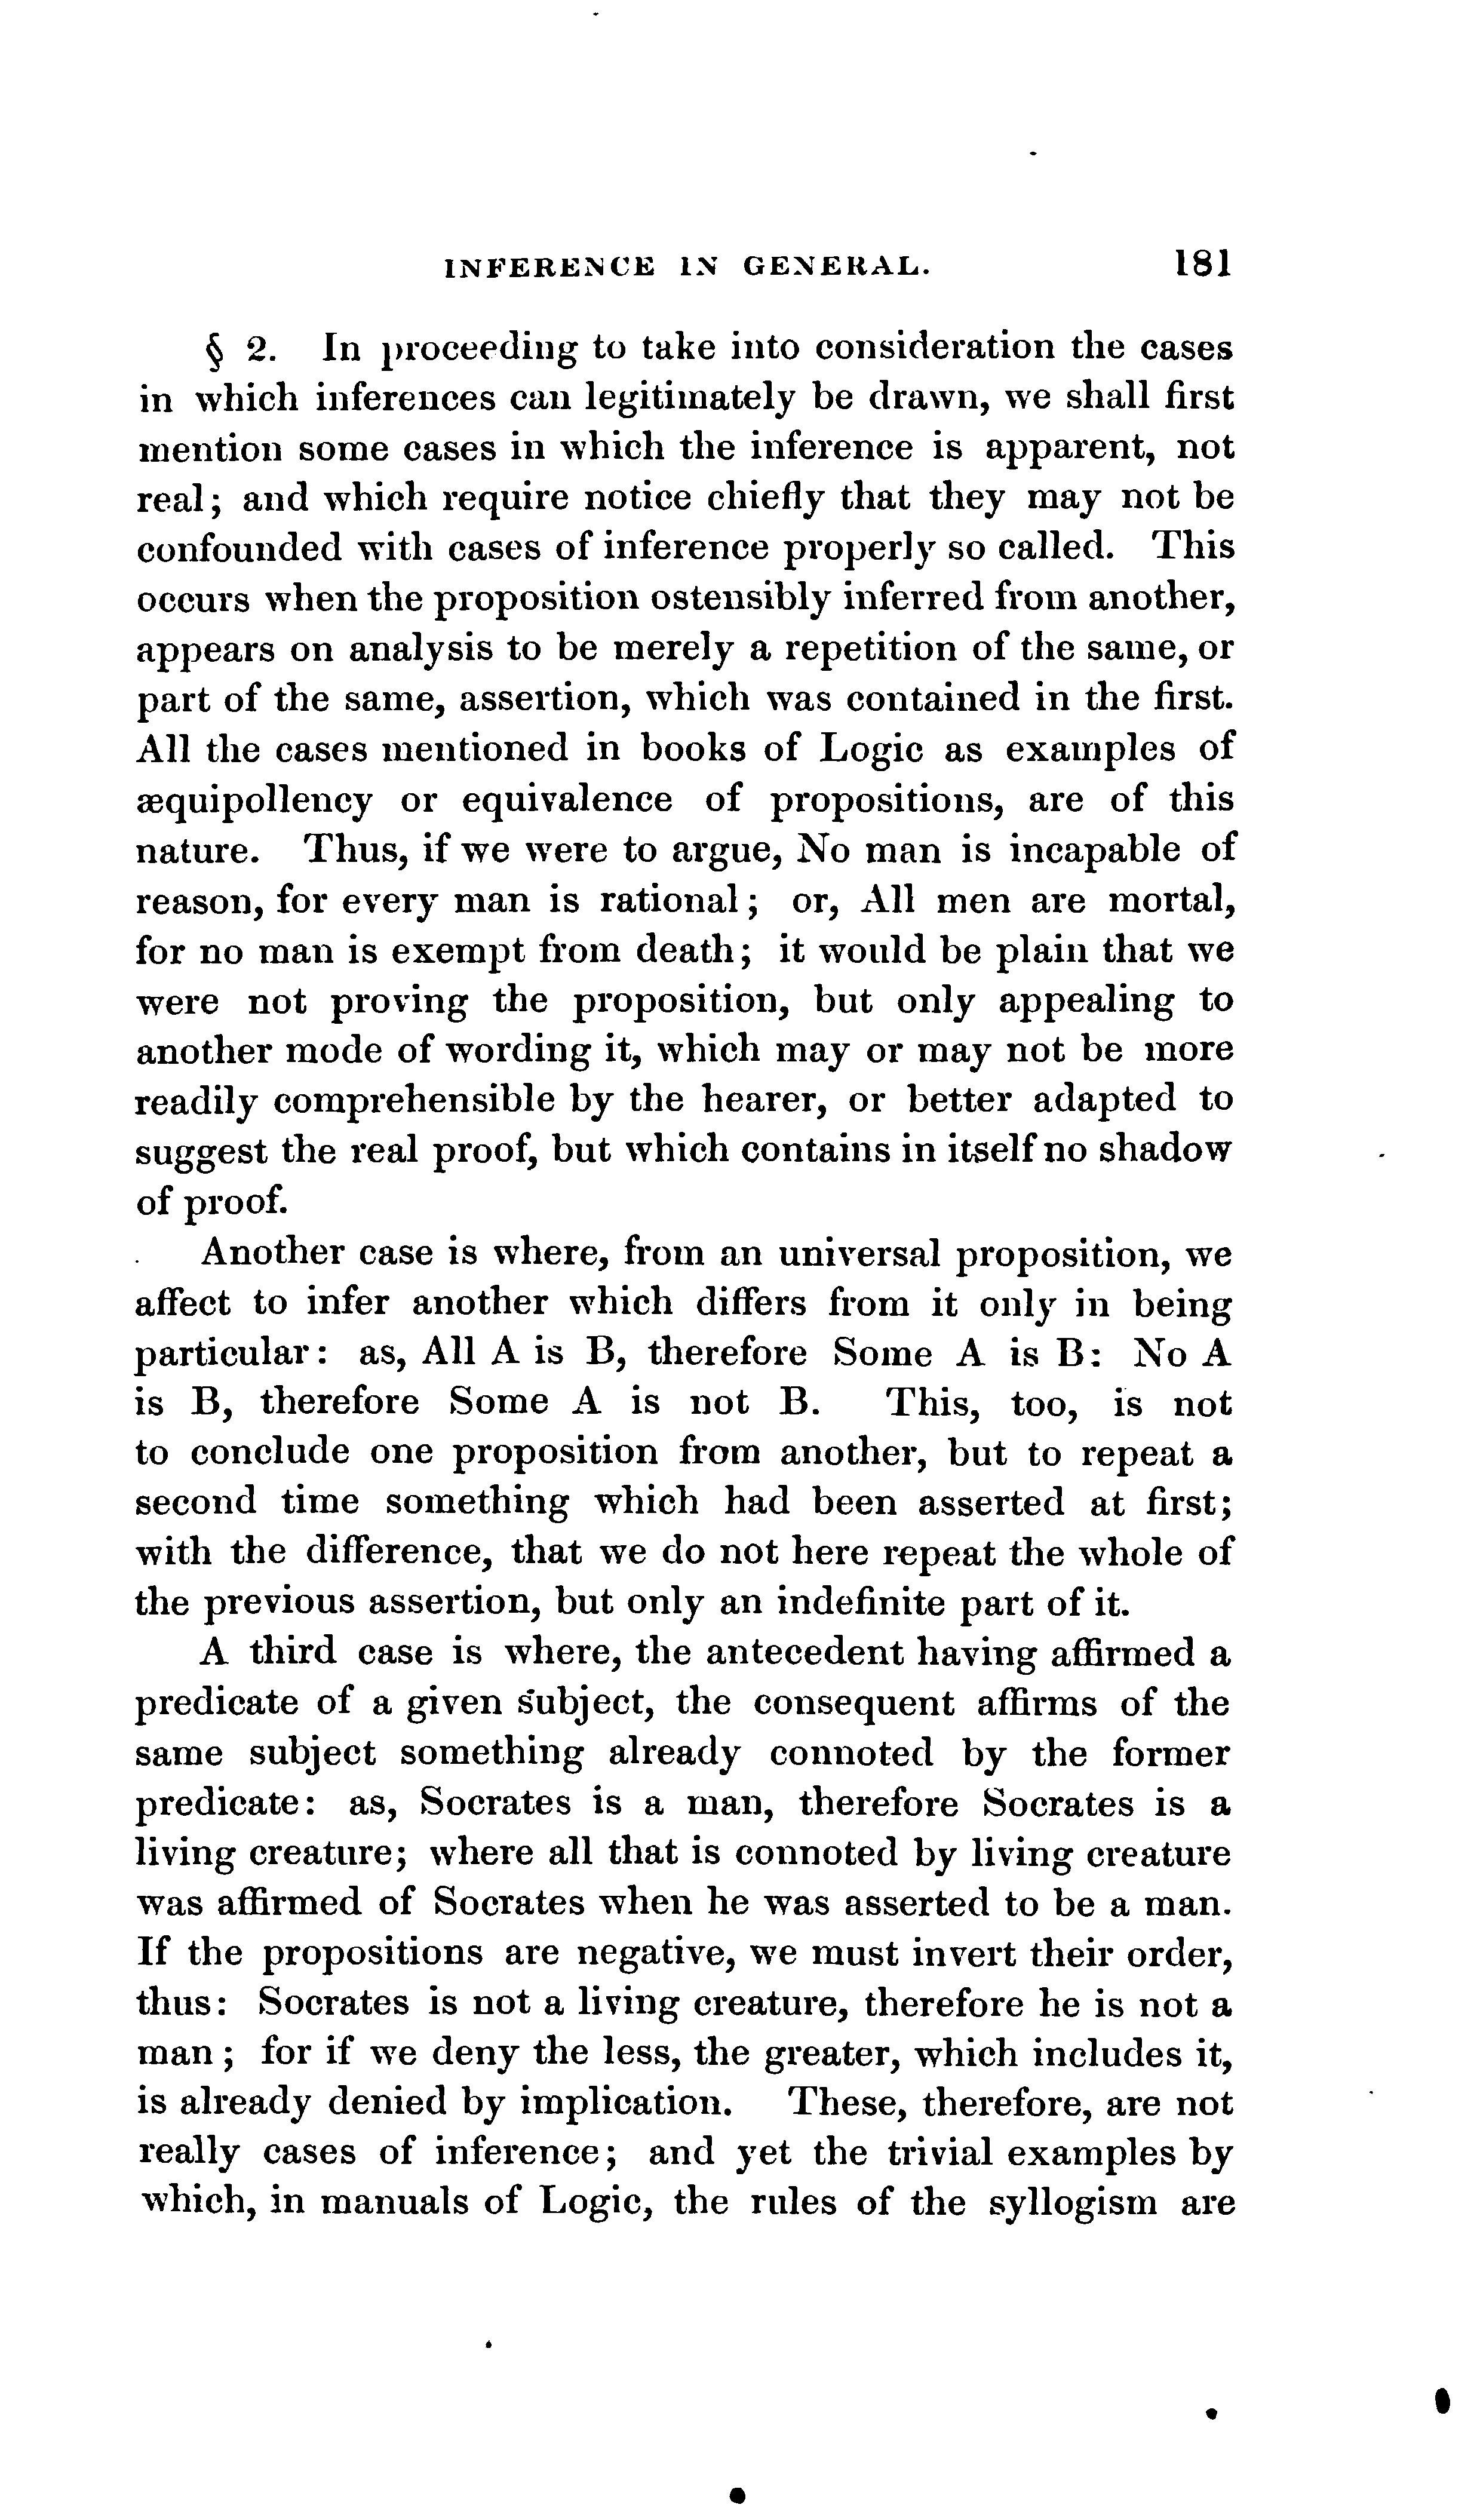 INFERENCE IN GENERAL. 181
§ 2. In proceeding to take into consideration the cases
in which inferences can legitimately be drawn, we shall first
mention some cases in which the inference is apparent, not
real; and which require notice chiefly that they may not be
confounded with cases of inference properly so called. This
occurs when the proposition ostensibly inferred from another,
appears on analysis to be merely a repetition of the same, or
part of the same, assertion, which was contained in the first.
All the cases mentioned in books of Logic as examples of
æquipollency or equivalence of propositions, are of this
nature. Thus, if we were to argue, No man is incapable of
reason, for every man is rational; or, All men are mortal,
for no man is exempt from death; it would be plain that we
were not proving the proposition, but only appealing to
another mode of wording it, which may or may not be more
readily comprehensible by the hearer, or better adapted to
suggest the real proof, but which contains in itself no shadow
of proof.
Another case is where, from an universal proposition, we
affect to infer another which differs from it only in being
particular: as, All A is B, therefore Some A is B: No A
is B, therefore Some A is not B. This, too, is not
to conclude one proposition from another, but to repeat a
second time something which had been asserted at first;
with the difference, that we do not here repeat the whole of
the previous assertion, but only an indefinite part of it.
A third case is where, the antecedent having affirmed a
predicate of a given subject, the consequent affirms of the
same subject something already connoted by the former
predicate: as, Socrates is a man, therefore Socrates is a
living creature; where all that is connoted by living creature
was affirmed of Socrates when he was asserted to be a man.
If the propositions are negative, we must invert their order,
thus: Socrates is not a living creature, therefore he is not a
man; for if we deny the less, the greater, which includes it,
is already denied by implication. These, therefore, are not
really cases of inference; and yet the trivial examples by
which, in manuals of Logic, the rules of the syllogism are